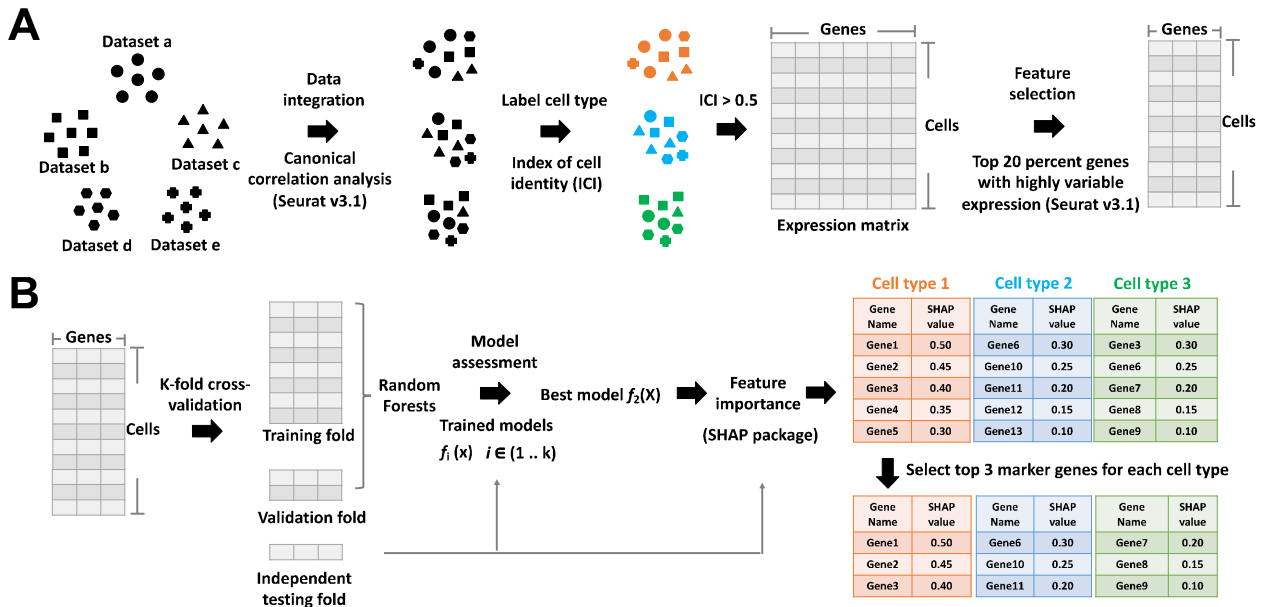 A
Dataset a
Dataset b
Dataset c
Dataset d
Dataset e
Data
integration
Canonical
correlation analysis
(Seurat v3.1)
Label cell type
Index of cell
identity (ICI)
ICI > 0.5
Genes
Cells
Expression matrix
Feature
selection
Top 20 percent genes
with highly variable
expression (Seurat v3.1)
Genes
Cells
B
Genes
Cells
K-fold cross-
validation
Training fold
Validation fold
Independent
testing fold
Random
Forests
Model
assessment
Trained models
fi (x) i ∈ (1 .. k)
Best model f2(X)
Feature
importance
(SHAP package)
Cell type 1 Cell type 2 Cell type 3
Gene SHAP Gene SHAP Gene SHAP
Name value Name value Name value
Gene1 0.50 Gene6 0.30 Gene3 0.30
Gene2 0.45 Gene10 0.25 Gene6 0.25
Gene3 0.40 Gene11 0.20 Gene7 0.20
Gene4 0.35 Gene12 0.15 Gene8 0.15
Gene5 0.30 Gene13 0.10 Gene9 0.10
Select top 3 marker genes for each cell type
Gene SHAP Gene SHAP Gene SHAP
Name value Name value Name value
Gene1 0.50 Gene6 0.30 Gene7 0.20
Gene2 0.45 Gene10 0.25 Gene8 0.15
Gene3 0.40 Gene11 0.20 Gene9 0.10